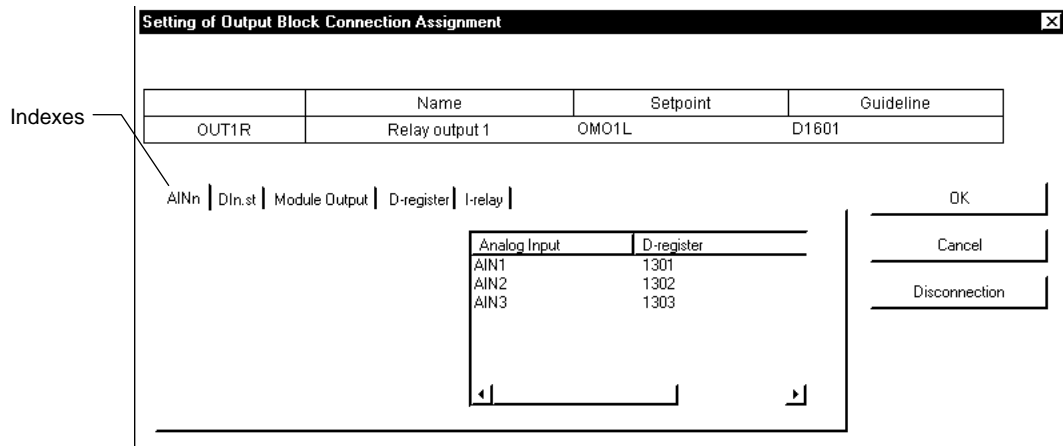 Setting of Output Block Connection Assignment
Name Setpoint Guideline
Indexes
OUT1R Relay output 1 OMO1L D1601
AINn DIn.st Module Output D-register I-relay
OK
Analog Input D-register
Cancel
AIN1 1301
AIN2 1302
AIN3 1303
Disconnection